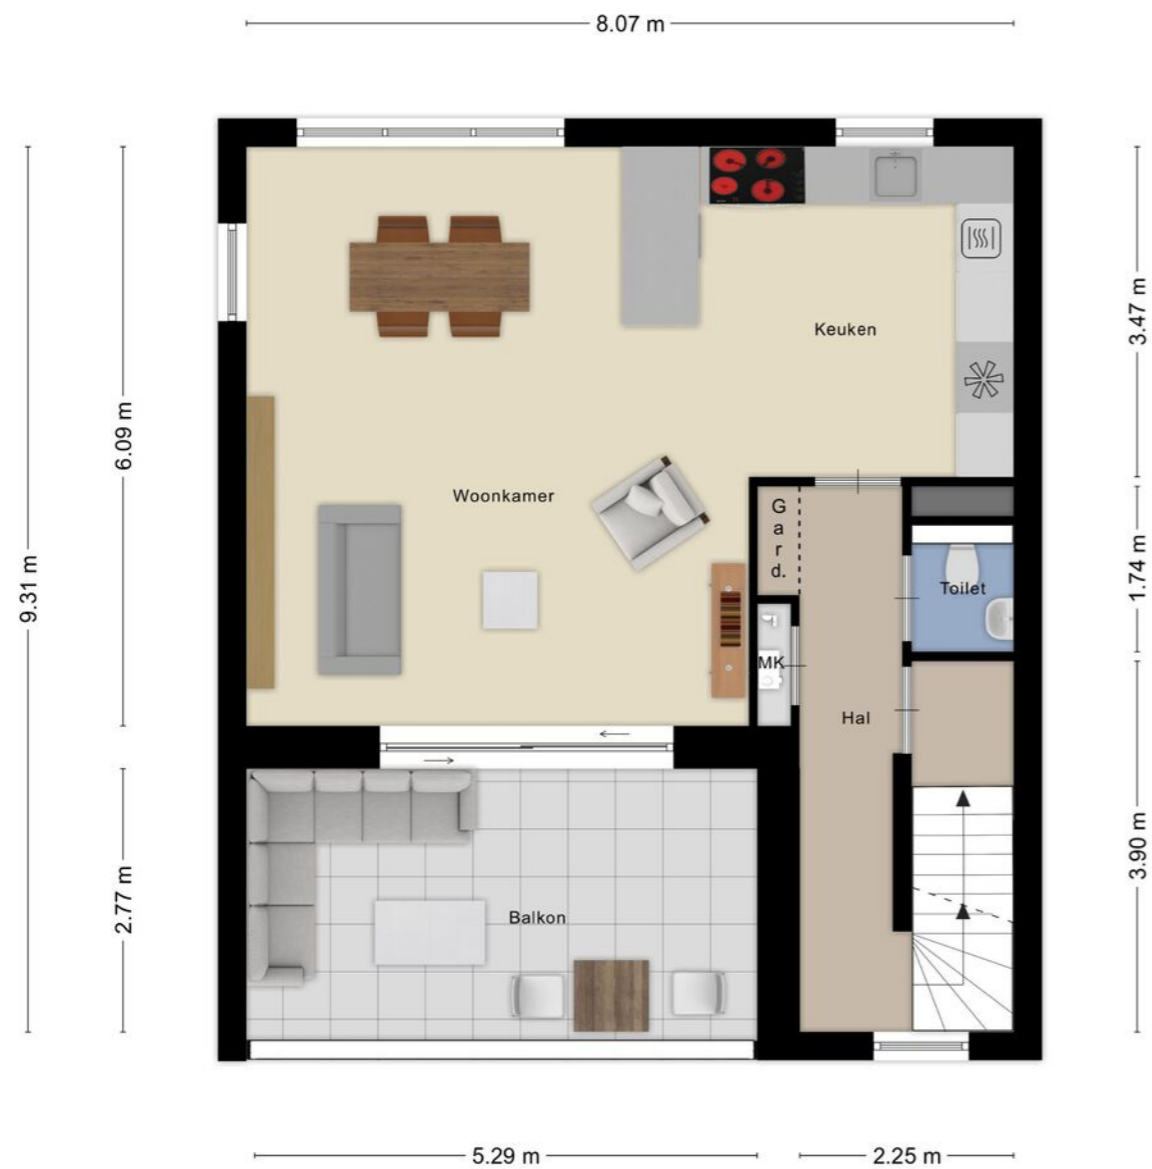 8.07 m
Keuken
3.47 m
6.09 m
Woonkamer
Gard.
9.31 m
1.74 m
Toilet
MK
Hal
3.90 m
2.77 m
Balkon
5.29 m
2.25 m